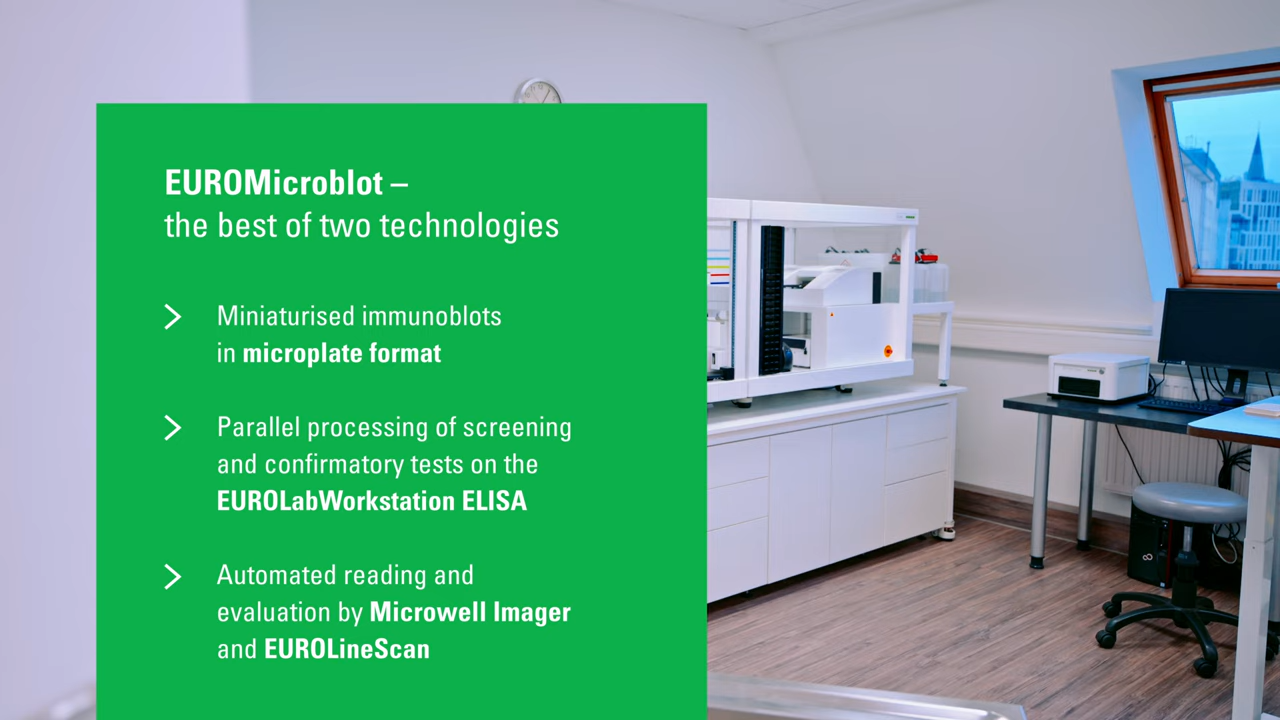 EUROMicroblot –
the best of two technologies
Miniaturised immunoblots
in microplate format
Parallel processing of screening
and confirmatory tests on the
EUROLabWorkstation ELISA
Automated reading and
evaluation by Microwell Imager
and EUROLineScan